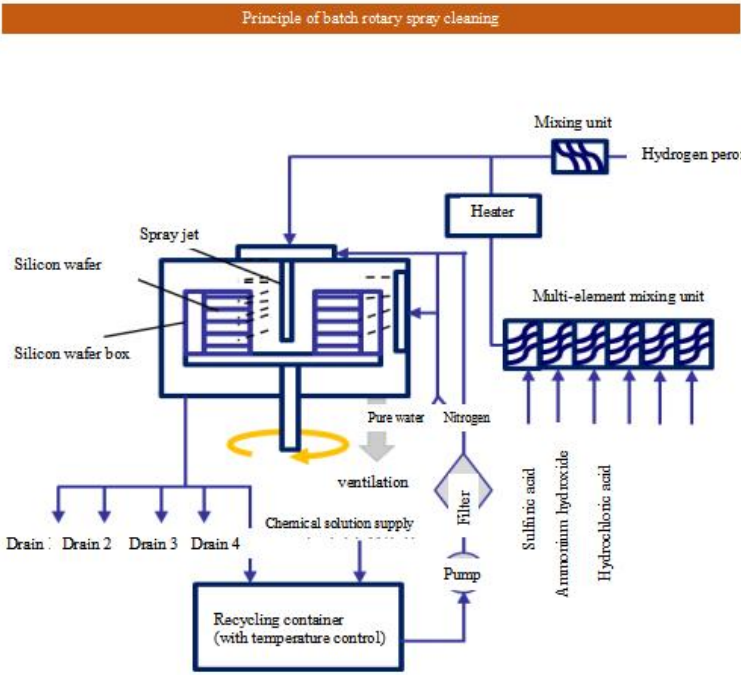 Principle of batch rotary spray cleaning
Mixing unit
Hydrogen pero
Heater
Spray jet
Silicon wafer
Multi-element mixing unit
Silicon wafer box
Pure water
Nitrogen
ventilation
Filter
Sulfuric acid
Ammonium hydroxide
Hydrochloric acid
Chemical solution supply
Drain
Drain 2
Drain 3
Drain 4
Pump
Recycling container
(with temperature control)